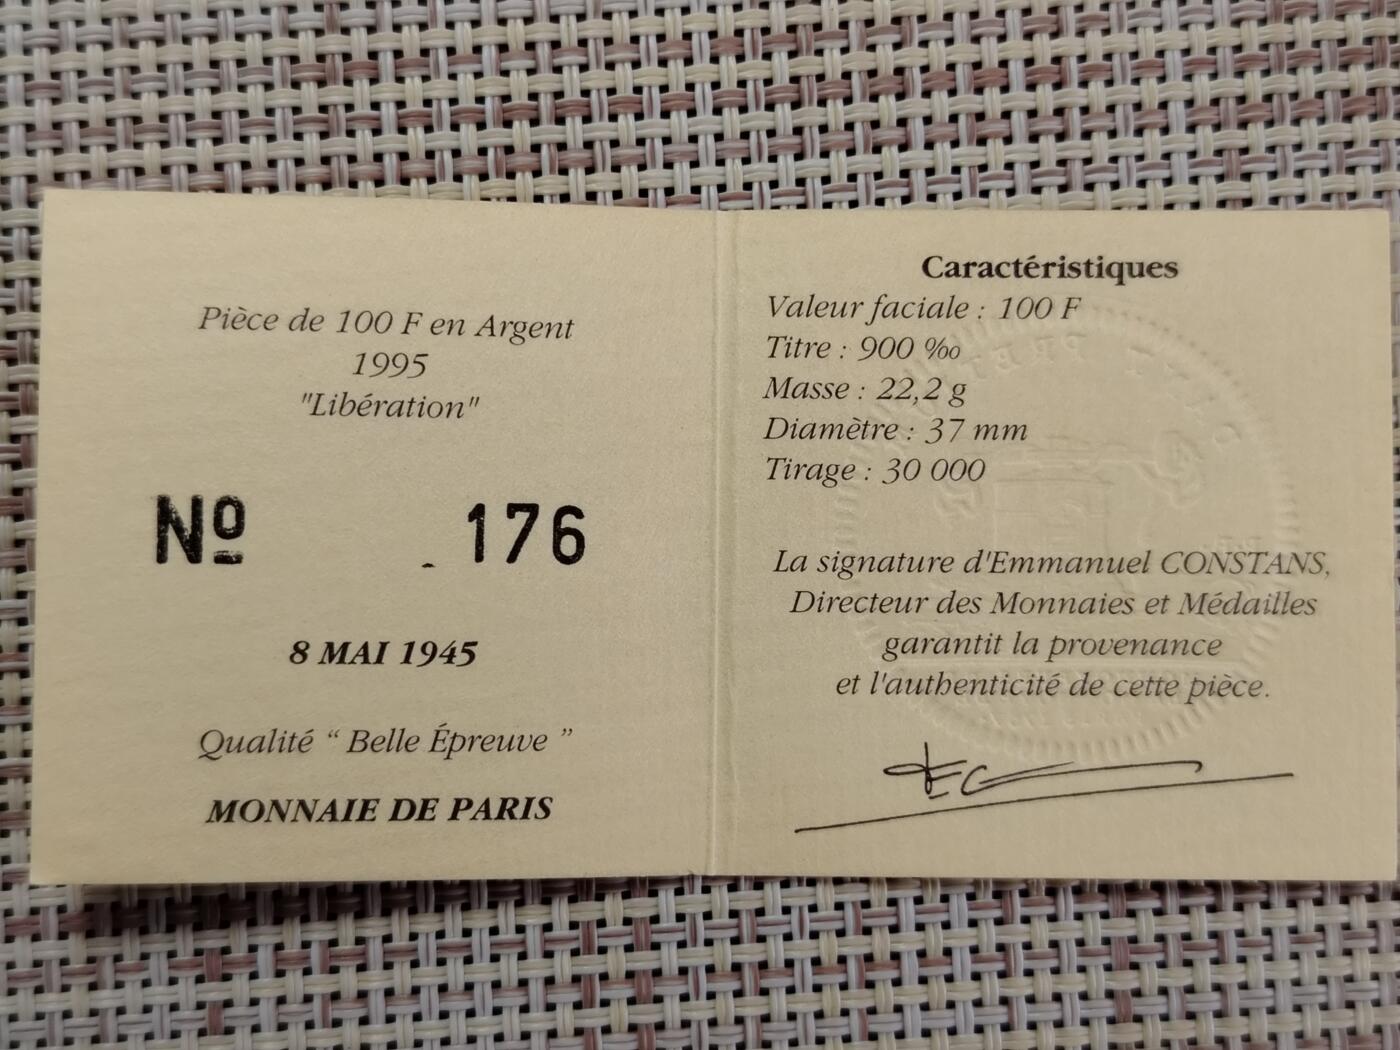 Pièce de 100 F en Argent
1995
"Libération"
Nº 176
8 MAI 1945
Qualité “ Belle Épreuve ”
MONNAIE DE PARIS
Caractéristiques
Valeur faciale : 100 F
Titre : 900 ‰
Masse : 22,2 g
Diamètre : 37 mm
Tirage : 30 000
La signature d'Emmanuel CONSTANS,
Directeur des Monnaies et Médailles
garantit la provenance
et l'authenticité de cette pièce.